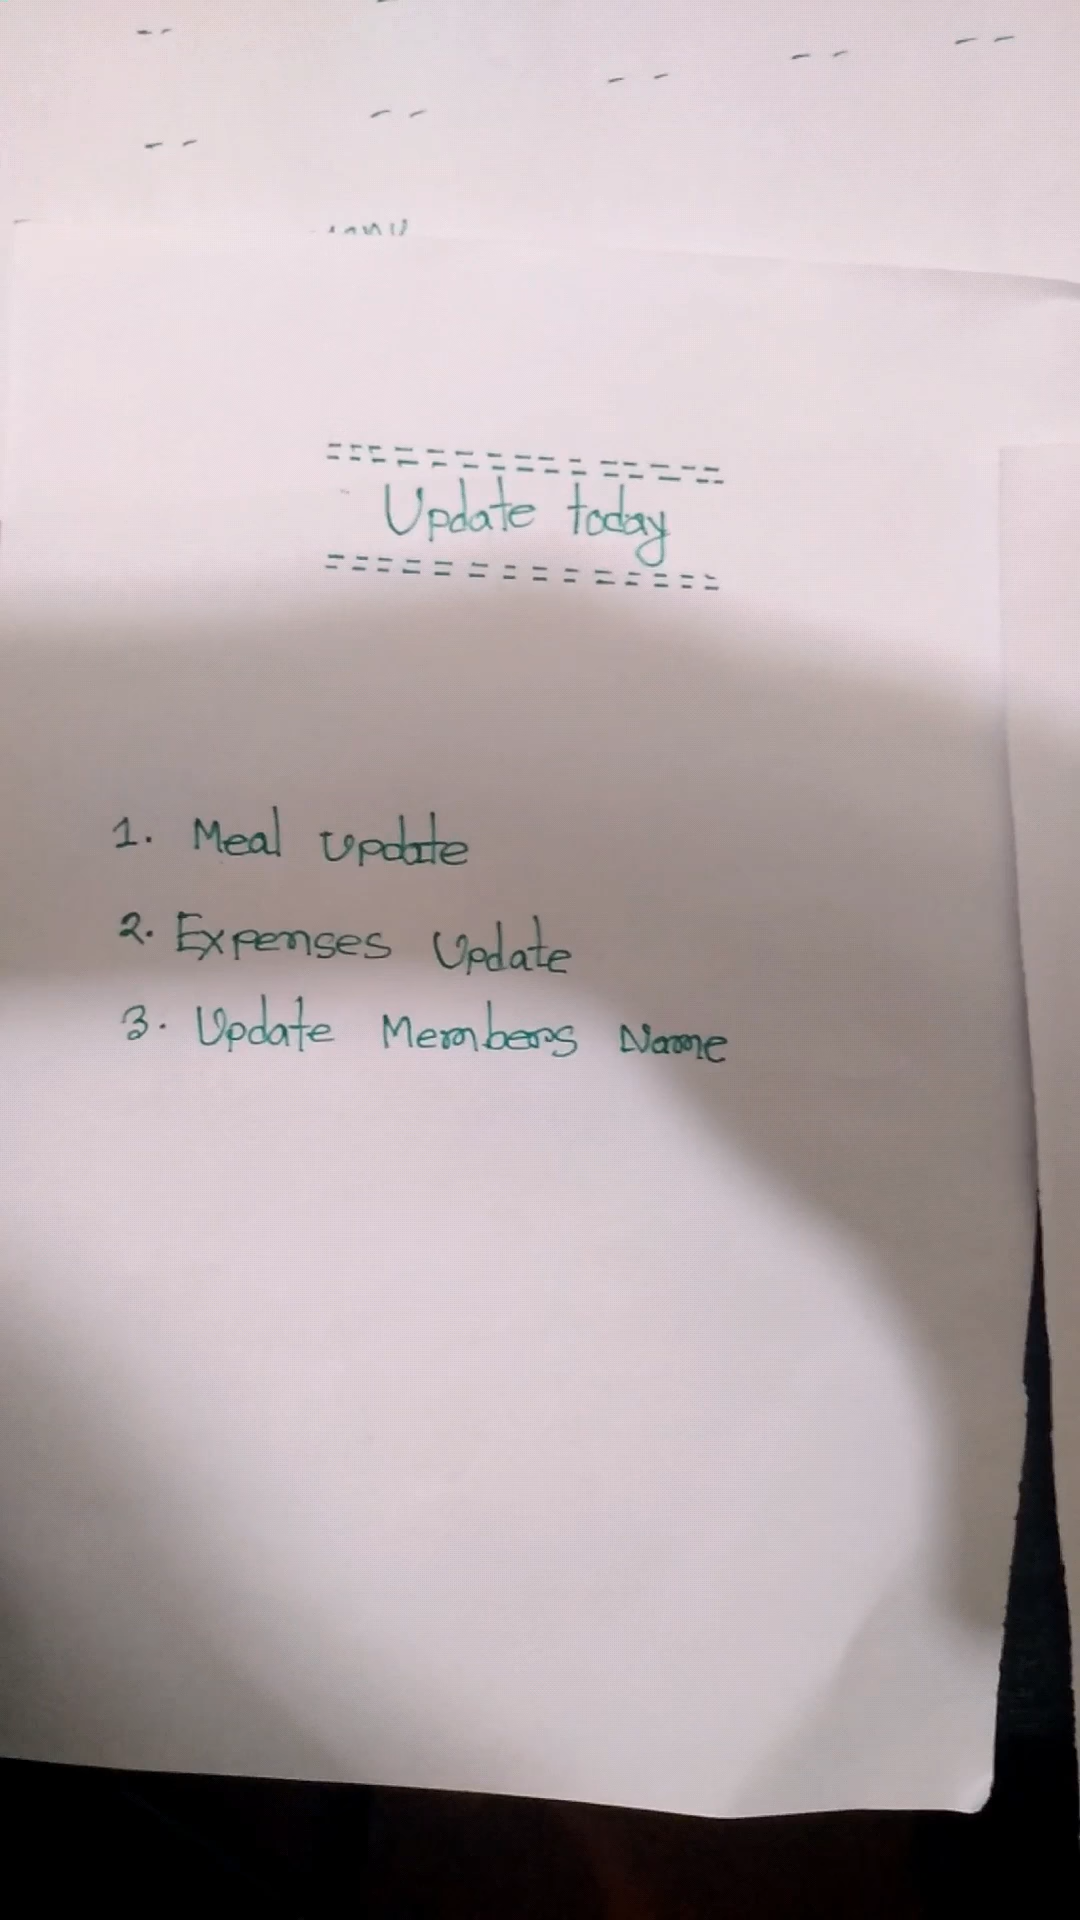 Update today
1. Meal Update
2. Expenses Update
3. Update Members Name